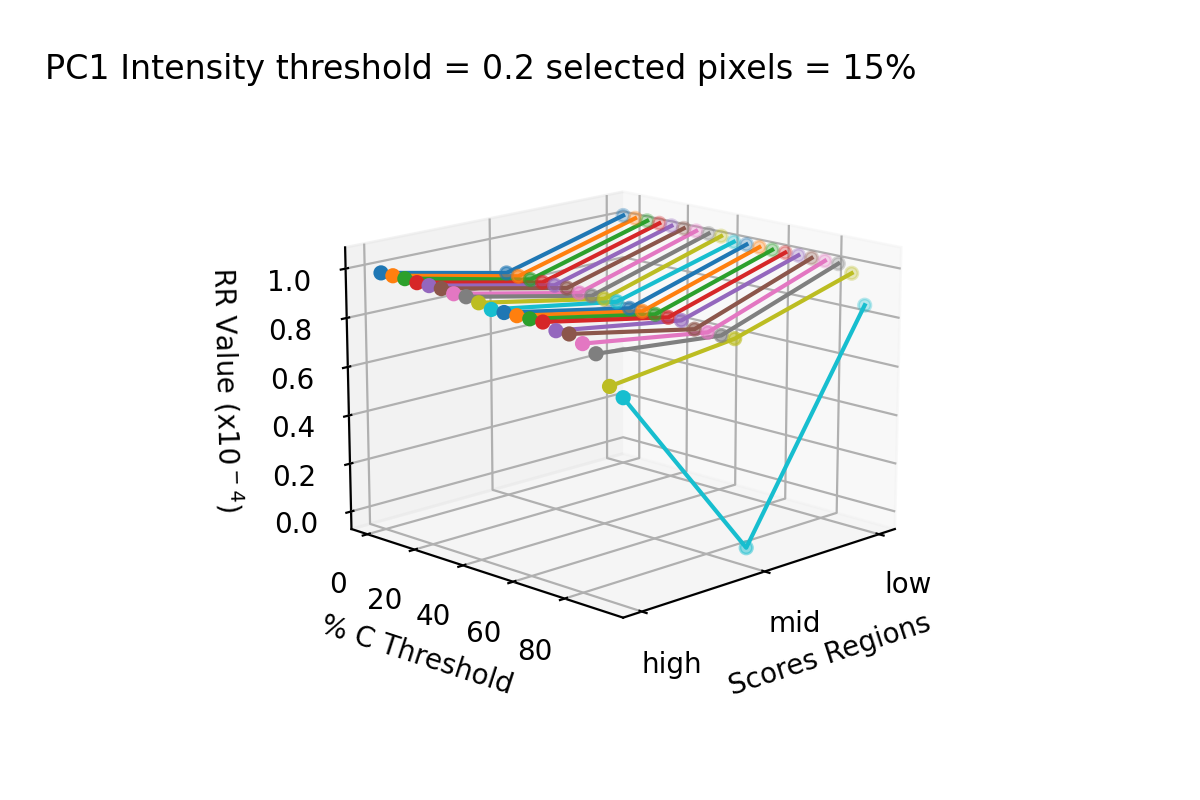 PC1 Intensity threshold = 0.2 selected pixels = 15%
RR Value (x10⁻⁴)
1.0
0.8
0.6
0.4
0.2
0.0
0
20
40
60
80
% C Threshold
high
mid
low
Scores Regions